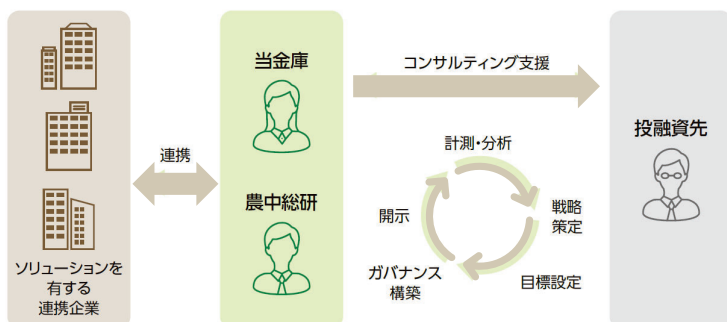 ソリューションを
有する
連携企業
連携
当金庫
農中総研
コンサルティング支援
計測・分析
戦略
策定
目標設定
ガバナンス
構築
開示
投融資先